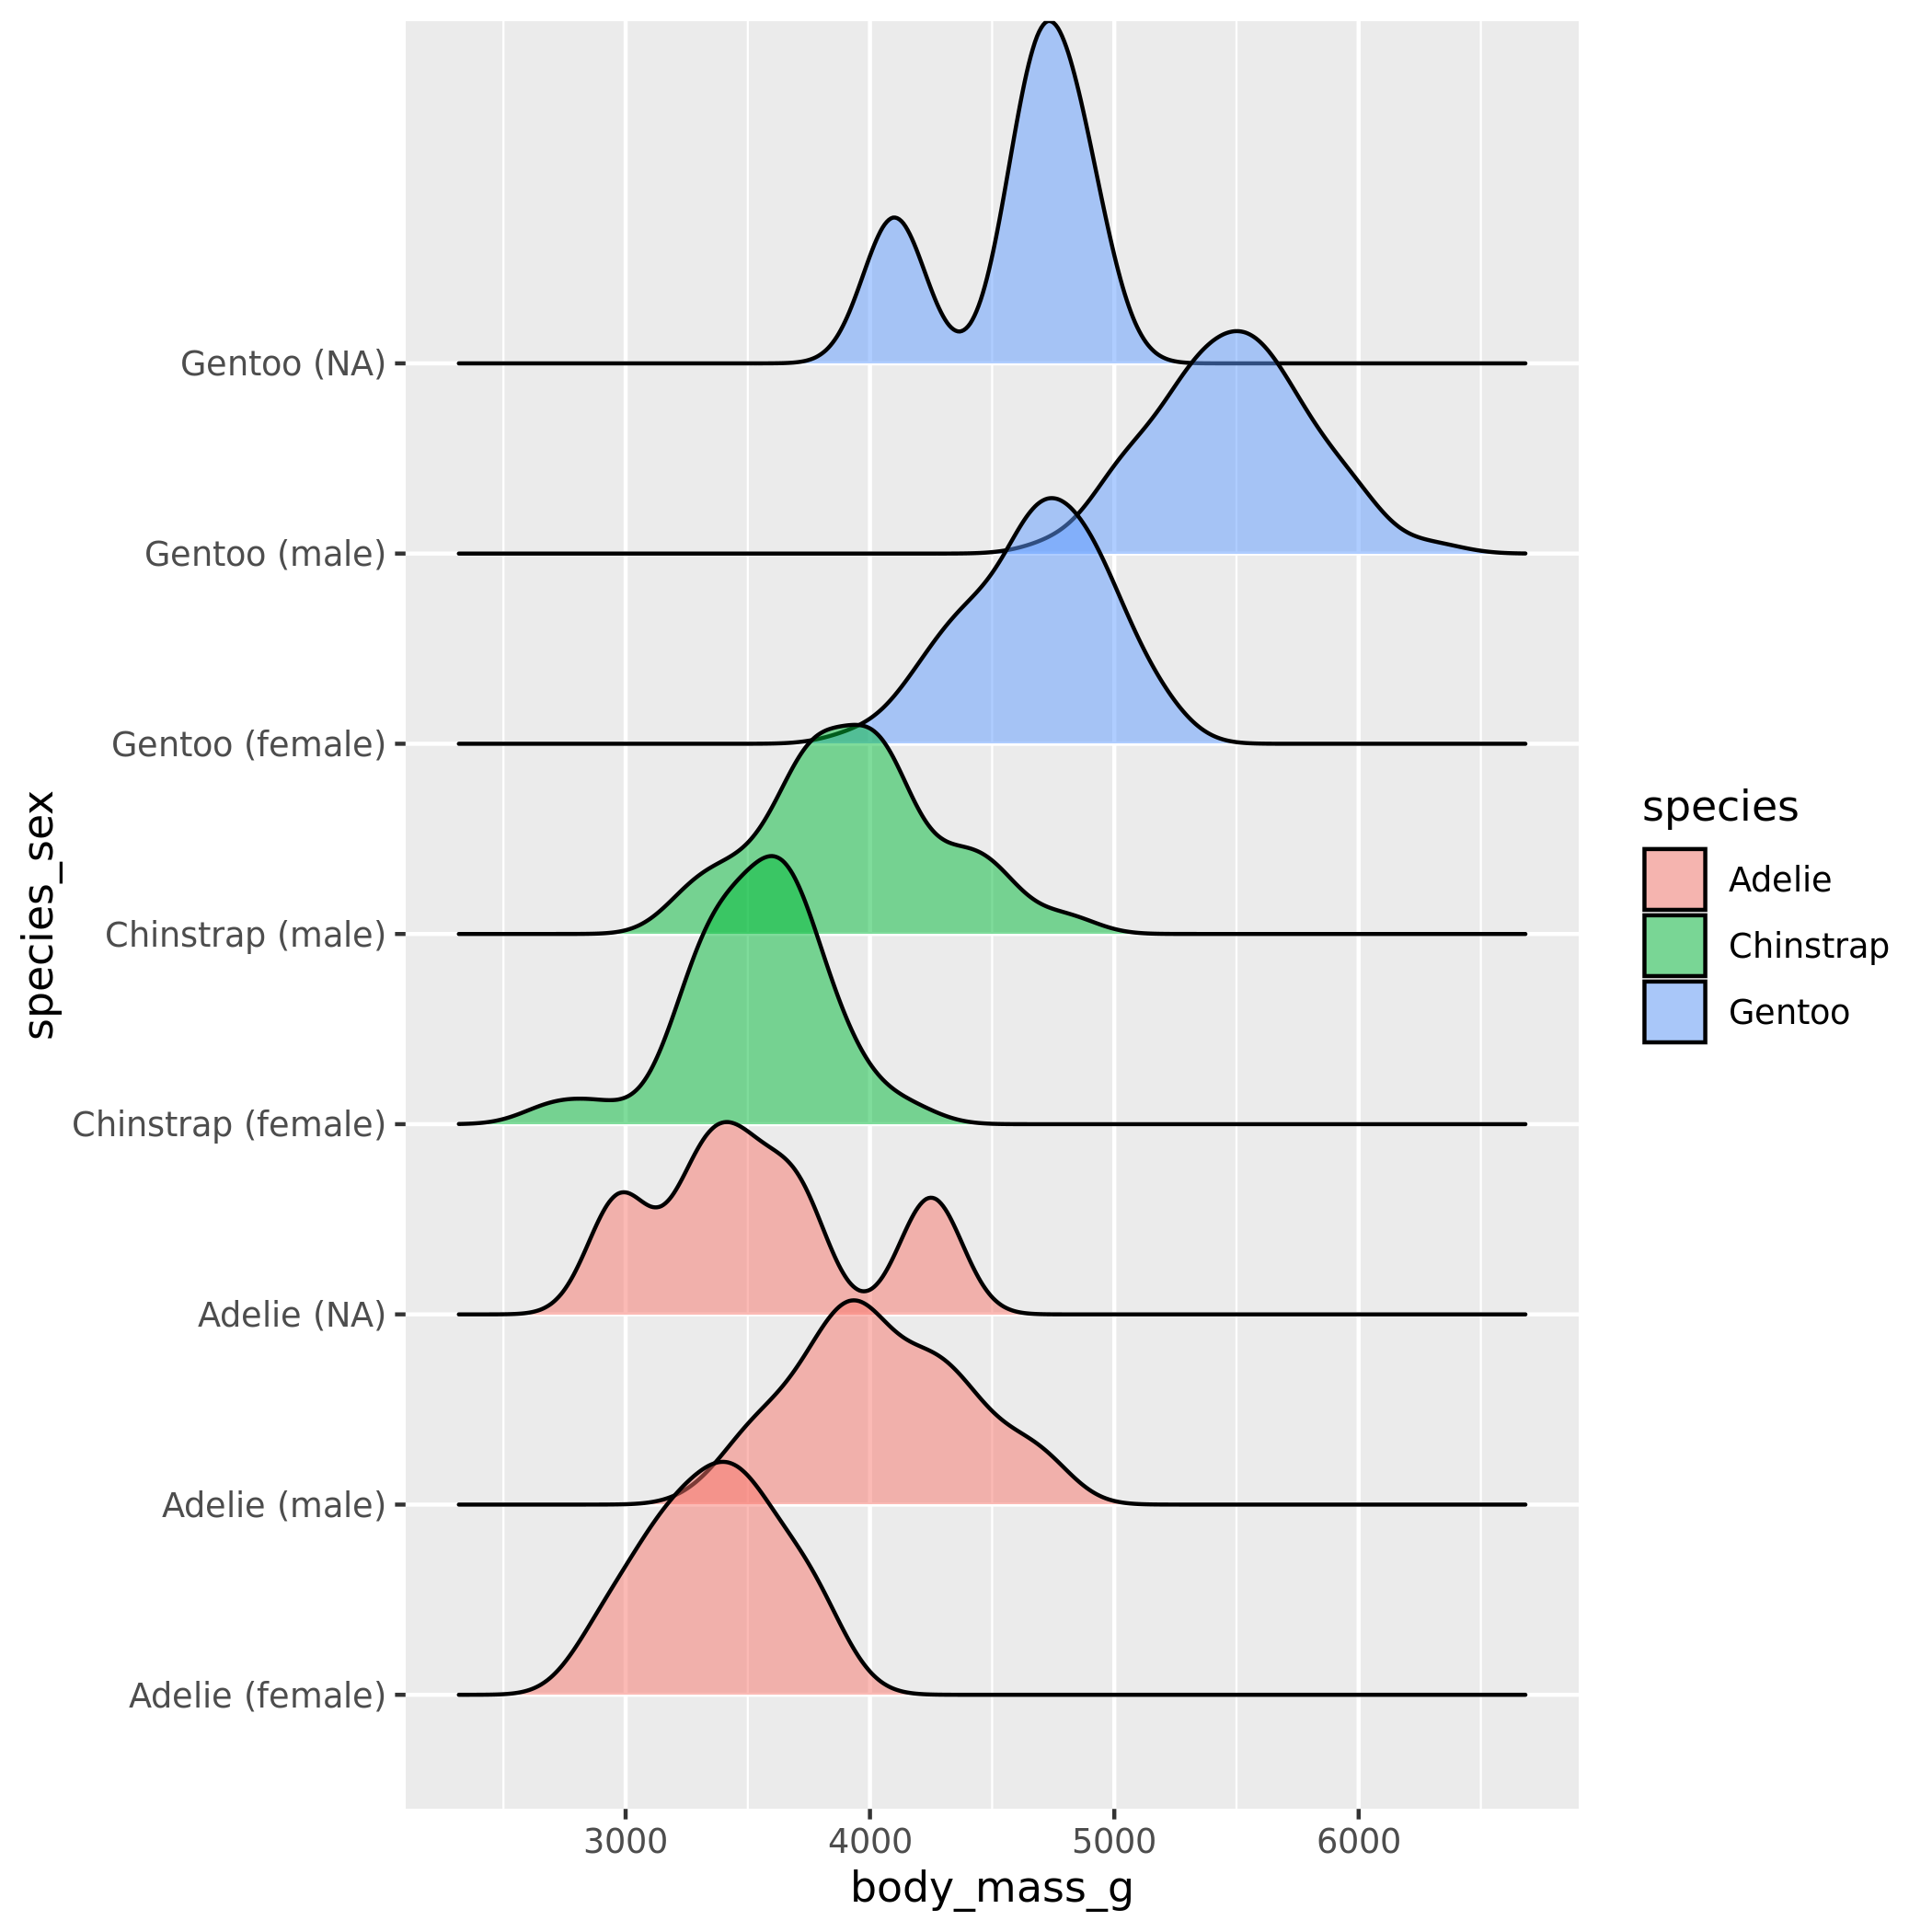 Gentoo (NA)
Gentoo (male)
Gentoo (female)
Chinstrap (male)
Chinstrap (female)
Adelie (NA)
Adelie (male)
Adelie (female)
species_sex
3000 4000 5000 6000
body_mass_g
species
Adelie
Chinstrap
Gentoo